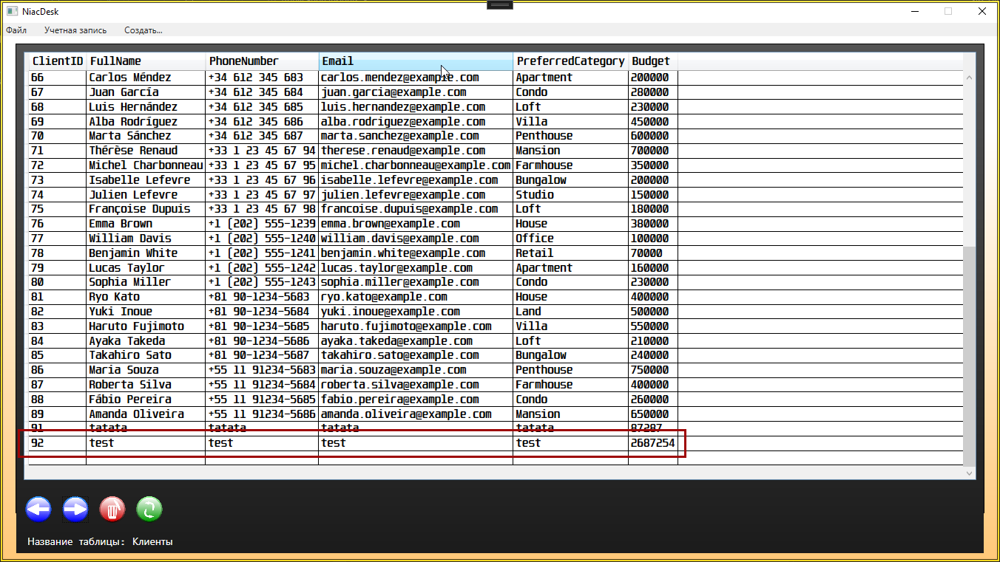 NiacDesk
Файл Учетная запись Создать...
ClientID FullName PhoneNumber Email PreferredCategory Budget
66 Carlos Méndez +34 612 345 683 carlos.mendez@example.com Apartment 200000
67 Juan García +34 612 345 684 juan.garcia@example.com Condo 280000
68 Luis Hernández +34 612 345 685 luis.hernandez@example.com Loft 230000
69 Alba Rodríguez +34 612 345 686 alba.rodriguez@example.com Villa 450000
70 Marta Sánchez +34 612 345 687 marta.sanchez@example.com Penthouse 600000
71 Thérèse Renaud +33 1 23 45 67 94 therese.renaud@example.com Mansion 700000
72 Michel Charbonneau +33 1 23 45 67 95 michel.charbonneau@example.com Farmhouse 350000
73 Isabelle Lefevre +33 1 23 45 67 96 isabelle.lefevre@example.com Bungalow 200000
74 Julien Lefevre +33 1 23 45 67 97 julien.lefevre@example.com Studio 150000
75 Françoise Dupuis +33 1 23 45 67 98 francoise.dupuis@example.com Loft 180000
76 Emma Brown +1 (202) 555-1239 emma.brown@example.com House 380000
77 William Davis +1 (202) 555-1240 william.davis@example.com Office 100000
78 Benjamin White +1 (202) 555-1241 benjamin.white@example.com Retail 70000
79 Lucas Taylor +1 (202) 555-1242 lucas.taylor@example.com Apartment 160000
80 Sophia Miller +1 (202) 555-1243 sophia.miller@example.com Condo 230000
81 Ryo Kato +81 90-1234-5683 ryo.kato@example.com House 400000
82 Yuki Inoue +81 90-1234-5684 yuki.inoue@example.com Land 500000
83 Haruto Fujimoto +81 90-1234-5685 haruto.fujimoto@example.com Villa 550000
84 Ayaka Takeda +81 90-1234-5686 ayaka.takeda@example.com Loft 210000
85 Takahiro Sato +81 90-1234-5687 takahiro.sato@example.com Bungalow 240000
86 Maria Souza +55 11 91234-5683 maria.souza@example.com Penthouse 750000
87 Roberta Silva +55 11 91234-5684 roberta.silva@example.com Farmhouse 400000
88 Fábio Pereira +55 11 91234-5685 fabio.pereira@example.com Condo 260000
89 Amanda Oliveira +55 11 91234-5686 amanda.oliveira@example.com Mansion 650000
91 tatata tatata tatata tatata 87287
92 test test test test 2687254
Название таблицы: Клиенты